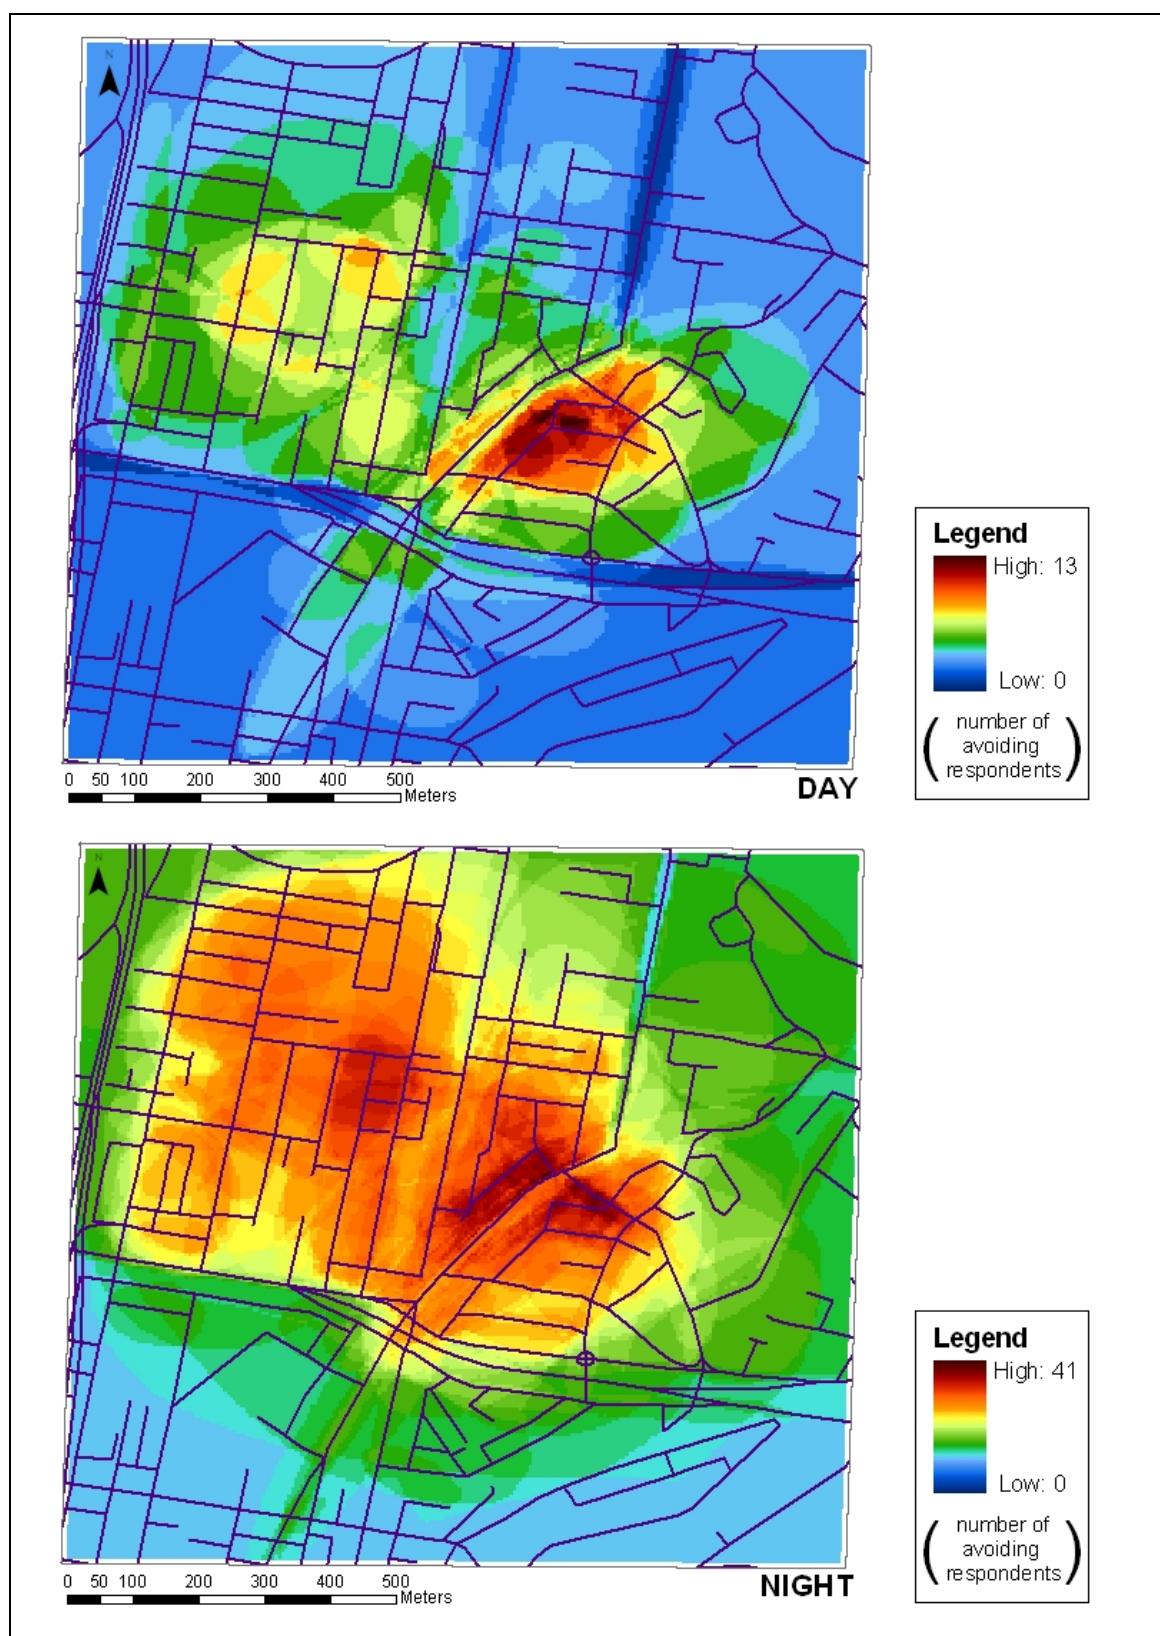 N
Legend
High: 13
Low: 0
( number of
avoiding
respondents )
0 50 100 200 300 400 500
Meters
DAY
N
Legend
High: 41
Low: 0
( number of
avoiding
respondents )
0 50 100 200 300 400 500
Meters
NIGHT